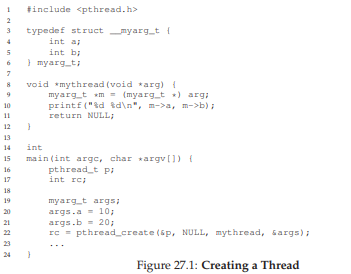 1 #include <pthread.h>
2
3 typedef struct __myarg_t {
4 int a;
5 int b;
6 } myarg_t;
7
8 void *mythread(void *arg) {
9 myarg_t *m = (myarg_t *) arg;
10 printf("%d %d\n", m->a, m->b);
11 return NULL;
12 }
13
14 int
15 main(int argc, char *argv[]) {
16 pthread_t p;
17 int rc;
18
19 myarg_t args;
20 args.a = 10;
21 args.b = 20;
22 rc = pthread_create(&p, NULL, mythread, &args);
23 ...
24 }
Figure 27.1: Creating a Thread